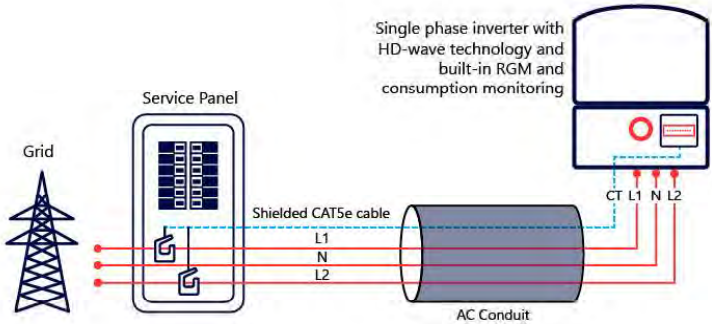 Single phase inverter with
HD-wave technology and
built-in RGM and
consumption monitoring
Service Panel
Grid
CT L1 N L2
Shielded CAT5e cable
L1
N
L2
AC Conduit